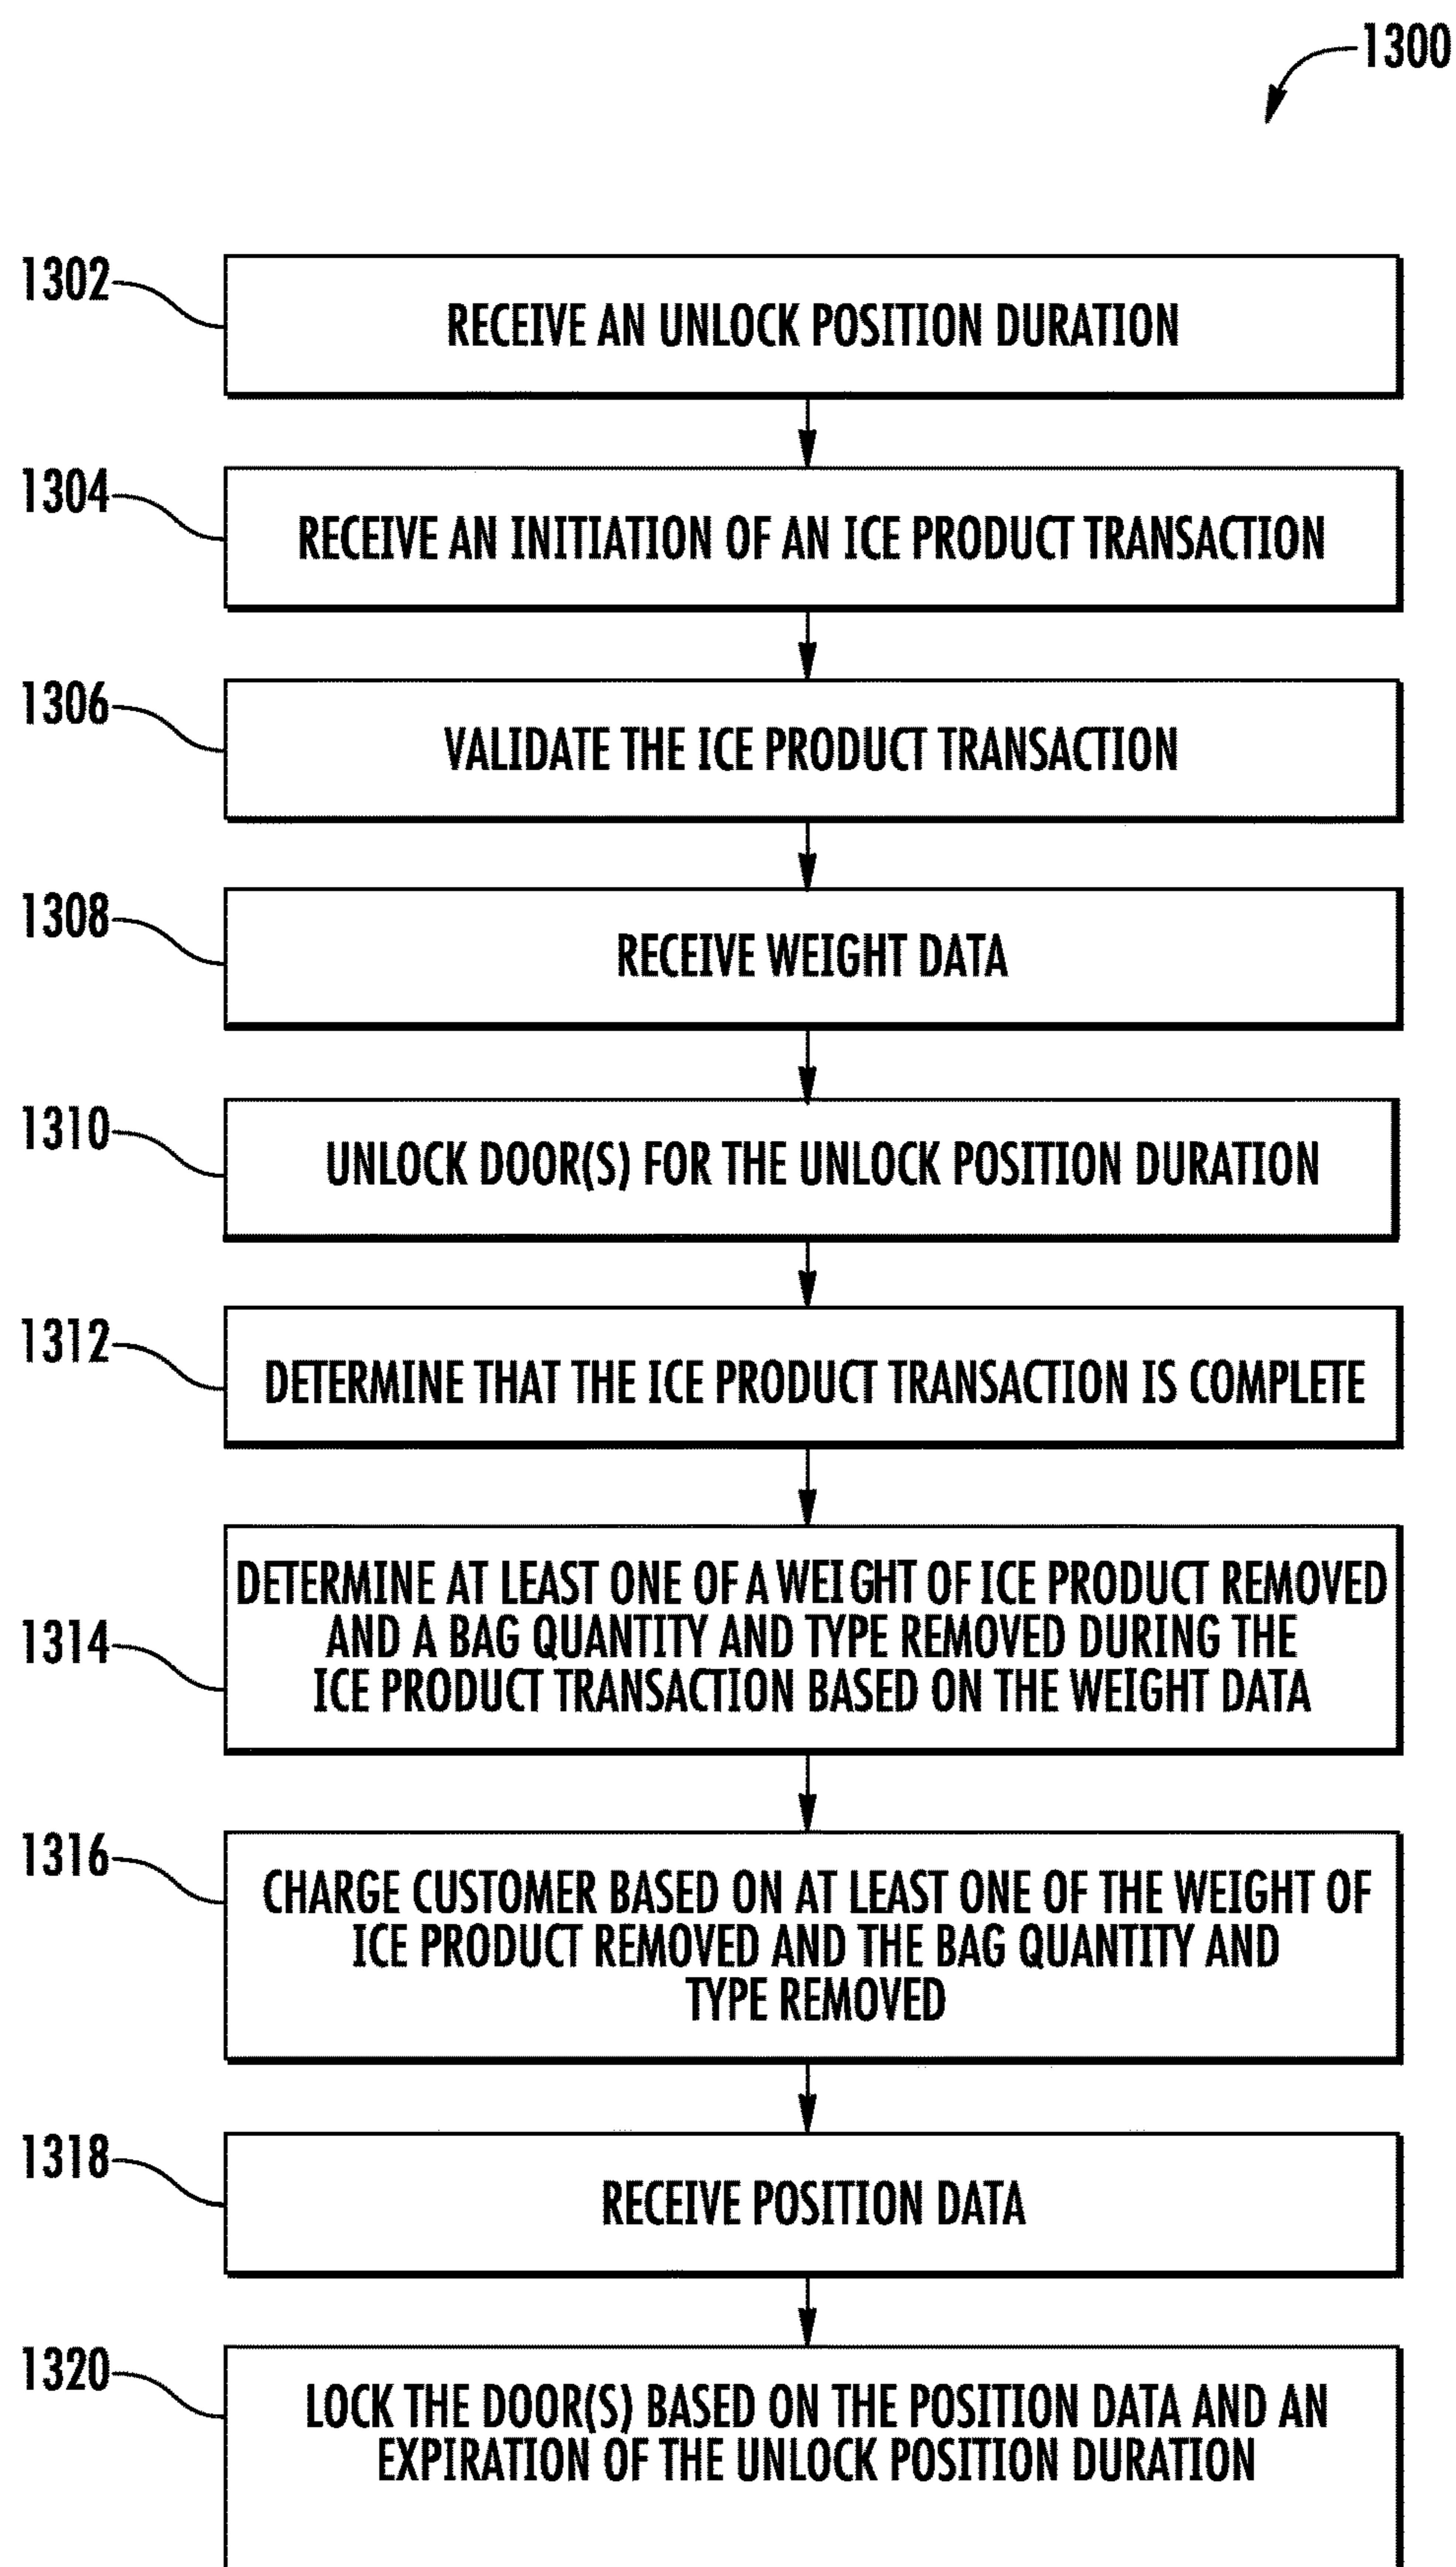 1300
1302
RECEIVE AN UNLOCK POSITION DURATION
1304
RECEIVE AN INITIATION OF AN ICE PRODUCT TRANSACTION
1306
VALIDATE THE ICE PRODUCT TRANSACTION
1308
RECEIVE WEIGHT DATA
1310
UNLOCK DOOR(S) FOR THE UNLOCK POSITION DURATION
1312
DETERMINE THAT THE ICE PRODUCT TRANSACTION IS COMPLETE
1314
DETERMINE AT LEAST ONE OF A WEIGHT OF ICE PRODUCT REMOVED
AND A BAG QUANTITY AND TYPE REMOVED DURING THE
ICE PRODUCT TRANSACTION BASED ON THE WEIGHT DATA
1316
CHARGE CUSTOMER BASED ON AT LEAST ONE OF THE WEIGHT OF
ICE PRODUCT REMOVED AND THE BAG QUANTITY AND
TYPE REMOVED
1318
RECEIVE POSITION DATA
1320
LOCK THE DOOR(S) BASED ON THE POSITION DATA AND AN
EXPIRATION OF THE UNLOCK POSITION DURATION